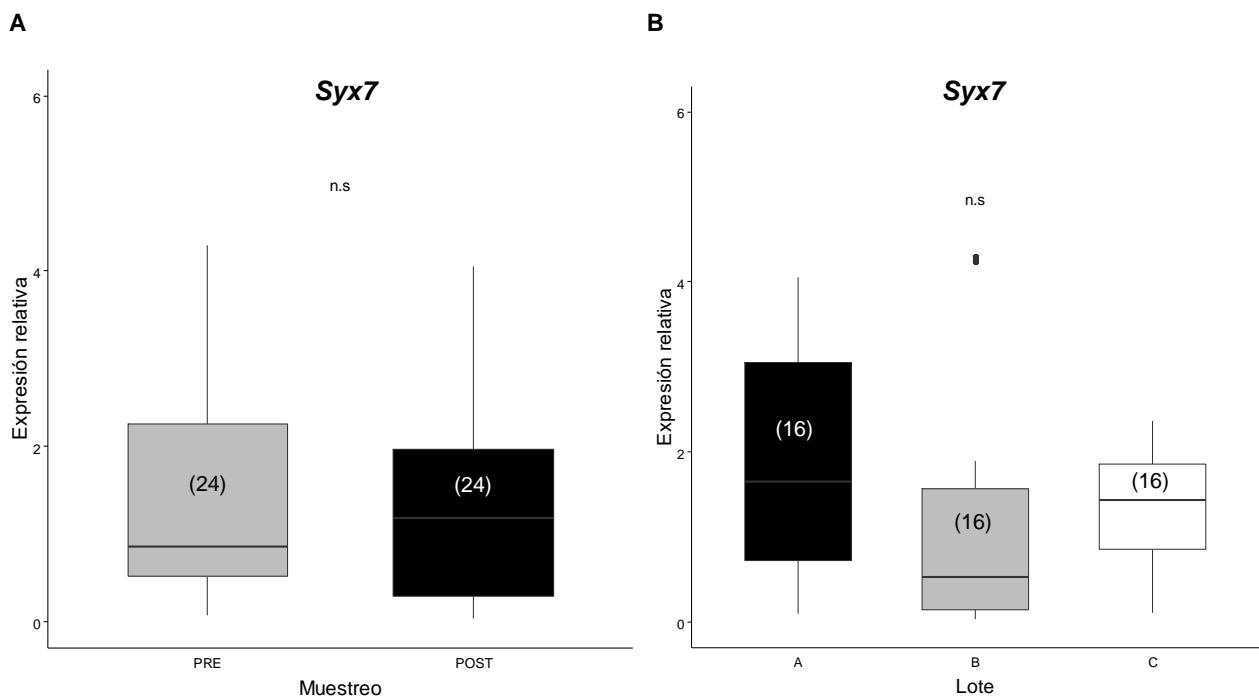 A
Syx7
6
n.s
4
2
0
Expresión relativa
(24)
(24)
PRE
POST
Muestreo
B
Syx7
6
n.s
4
2
0
Expresión relativa
(16)
(16)
(16)
A
B
C
Lote